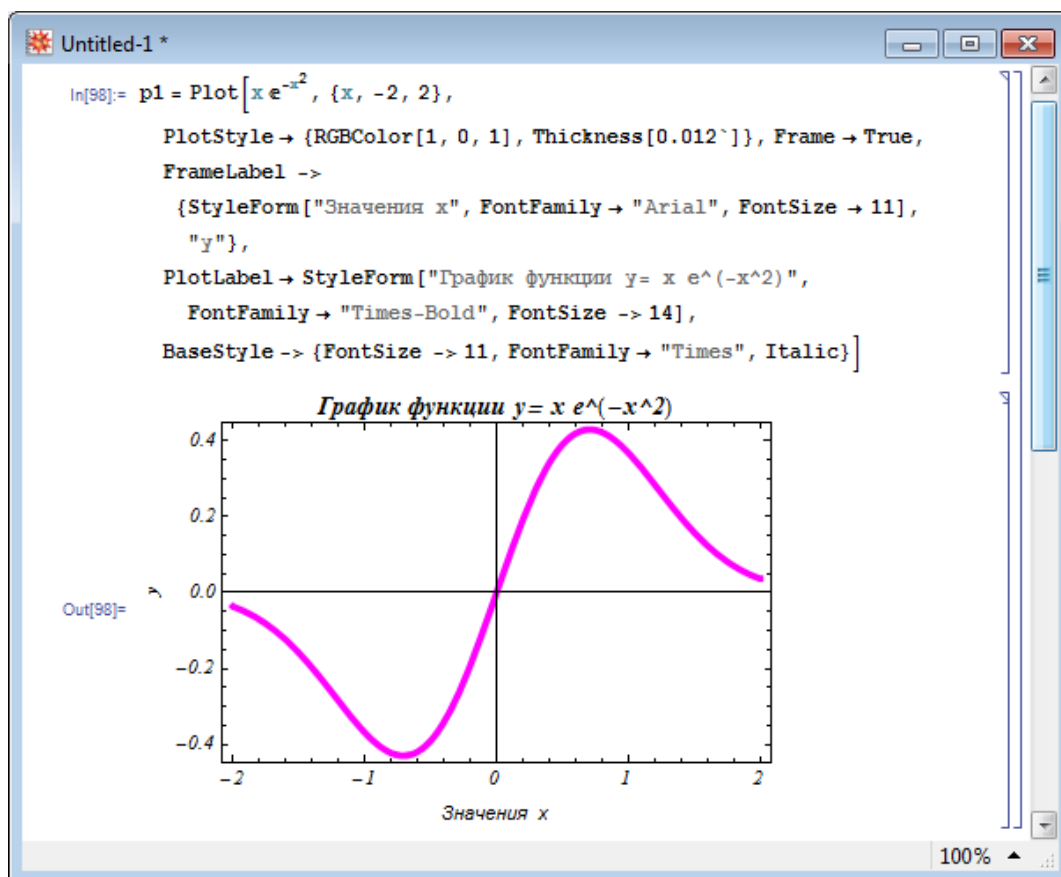 Untitled-1 *
In[98]:= p1 = Plot[x e^-x^2, {x, -2, 2},
PlotStyle → {RGBColor[1, 0, 1], Thickness[0.012`]}, Frame → True,
FrameLabel ->
{StyleForm["Значения x", FontFamily → "Arial", FontSize → 11],
"y"},
PlotLabel → StyleForm["График функции y= x e^(-x^2)",
FontFamily → "Times-Bold", FontSize -> 14],
BaseStyle -> {FontSize -> 11, FontFamily → "Times", Italic}]
График функции y= x e^(-x^2)
0.4
0.2
Out[98]= y 0.0
-0.2
-0.4
-2 -1 0 1 2
Значения x
100%